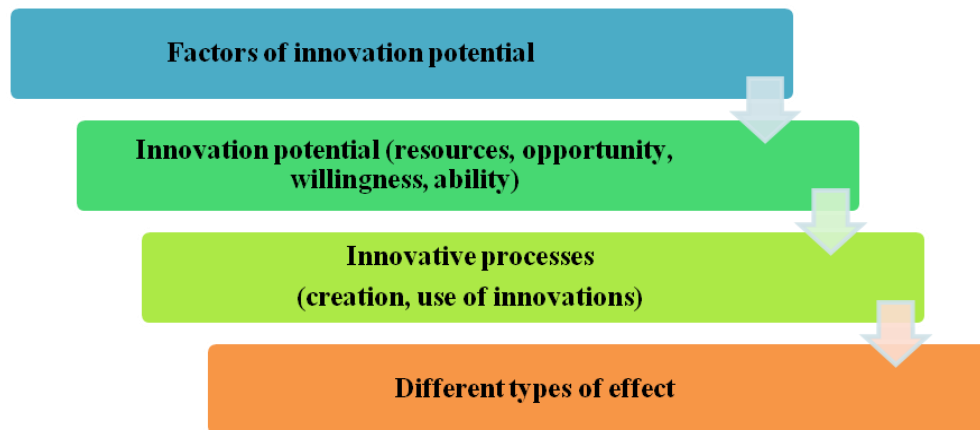 Factors of innovation potential
Innovation potential (resources, opportunity,
willingness, ability)
Innovative processes
(creation, use of innovations)
Different types of effect